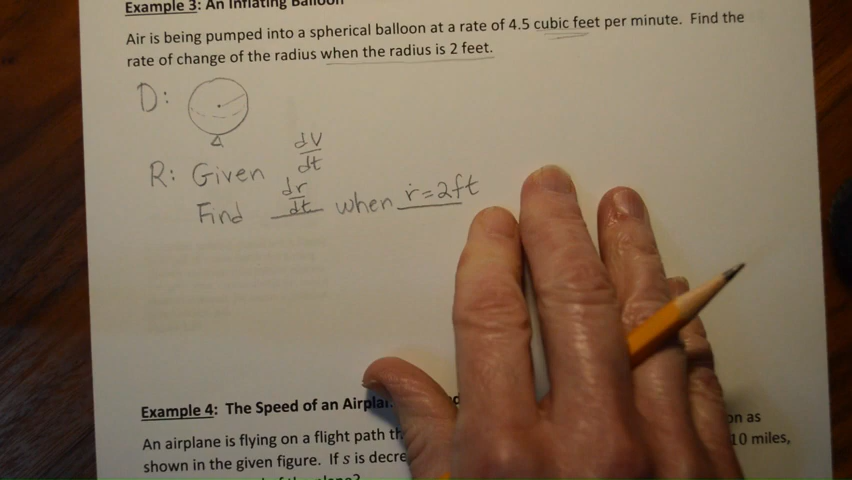 Example 3: An Inflating Balloon
Air is being pumped into a spherical balloon at a rate of 4.5 cubic feet per minute. Find the
rate of change of the radius when the radius is 2 feet.
D:
R: Given dV/dt
Find dr/dt when r=2ft
Example 4: The Speed of an
An airplane is flying on a flight path
on as
shown in the given figure. If s is
10 miles,